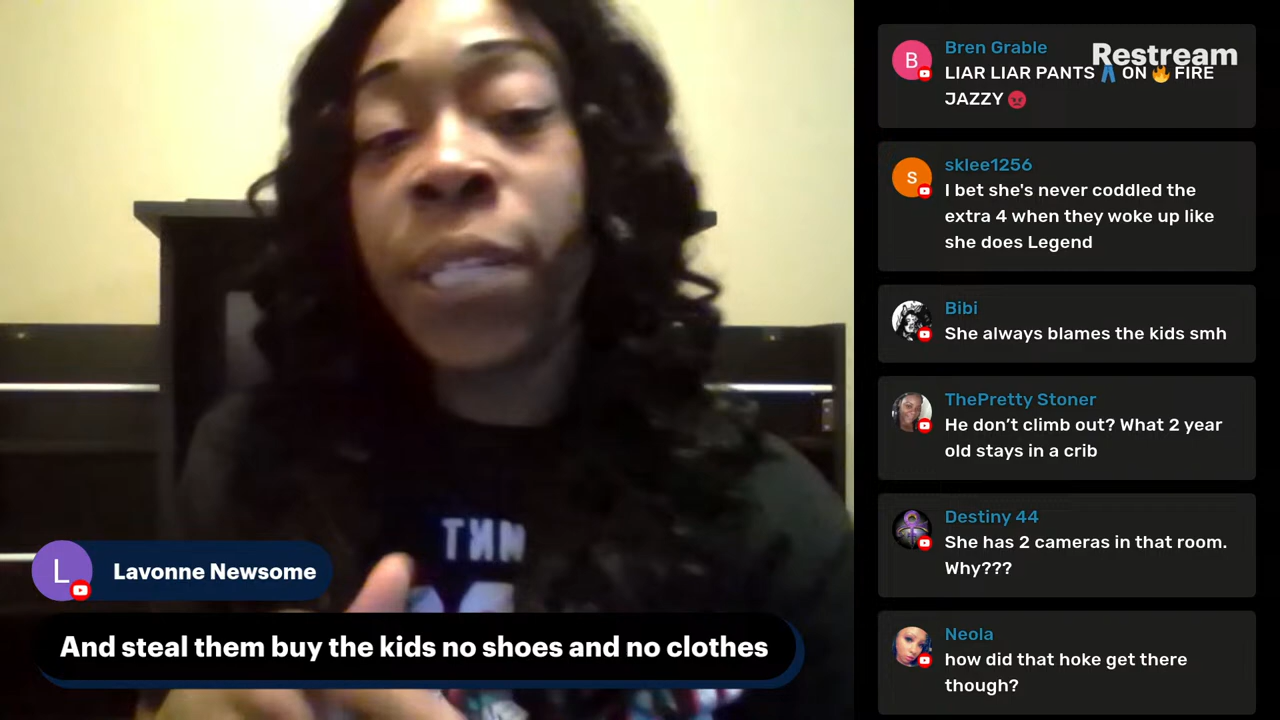 Restream
B
Bren Grable
LIAR LIAR PANTS 👖 ON 🔥 FIRE
JAZZY 😡
S
sklee1256
I bet she's never coddled the
extra 4 when they woke up like
she does Legend
Bibi
She always blames the kids smh
ThePretty Stoner
He don’t climb out? What 2 year
old stays in a crib
Destiny 44
She has 2 cameras in that room.
Why???
Neola
how did that hoke get there
though?
L
Lavonne Newsome
And steal them buy the kids no shoes and no clothes